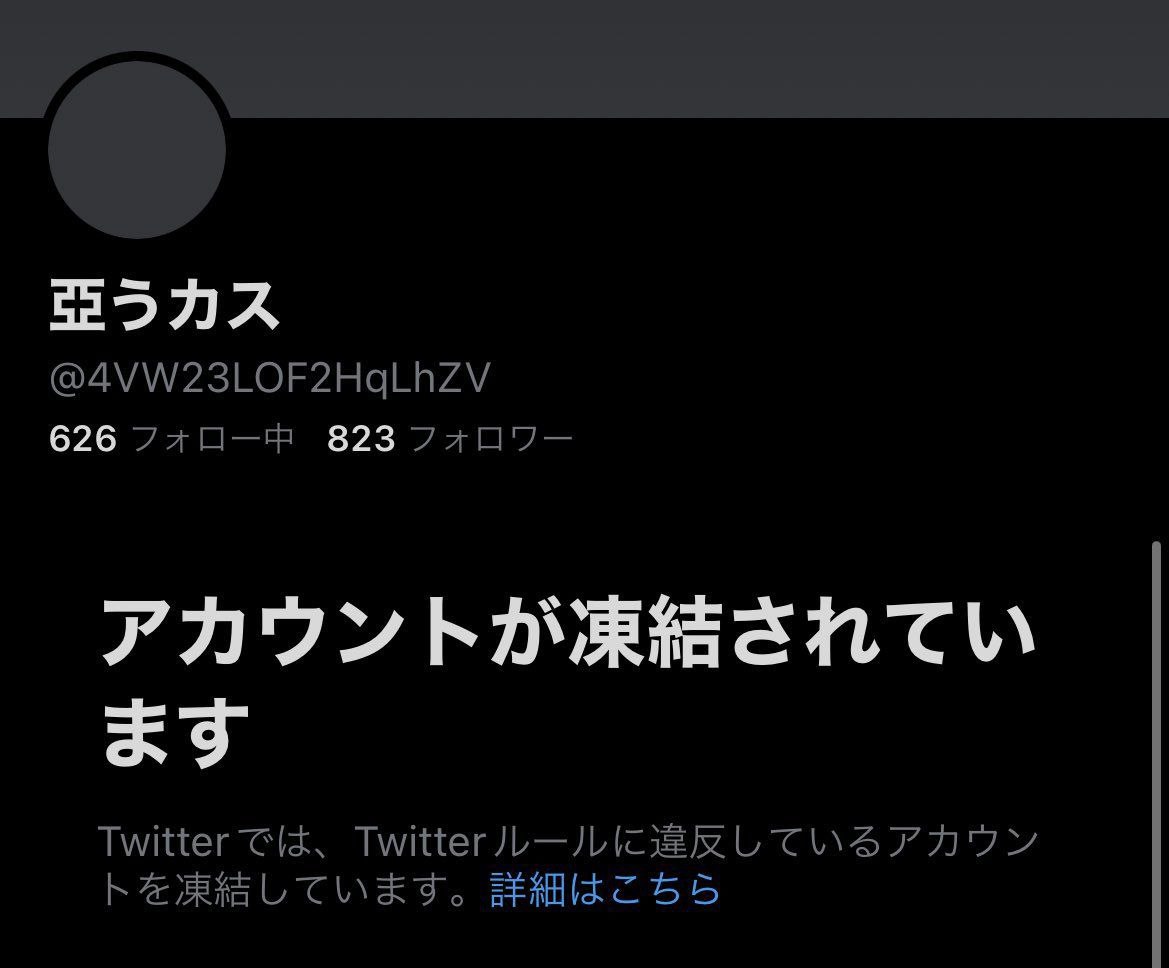 亞うカス
@4VW23LOF2HqLhZV
626 フォロー中 823 フォロワー
アカウントが凍結されてい
ます
Twitterでは、Twitterルールに違反しているアカウン
トを凍結しています。詳細はこちら